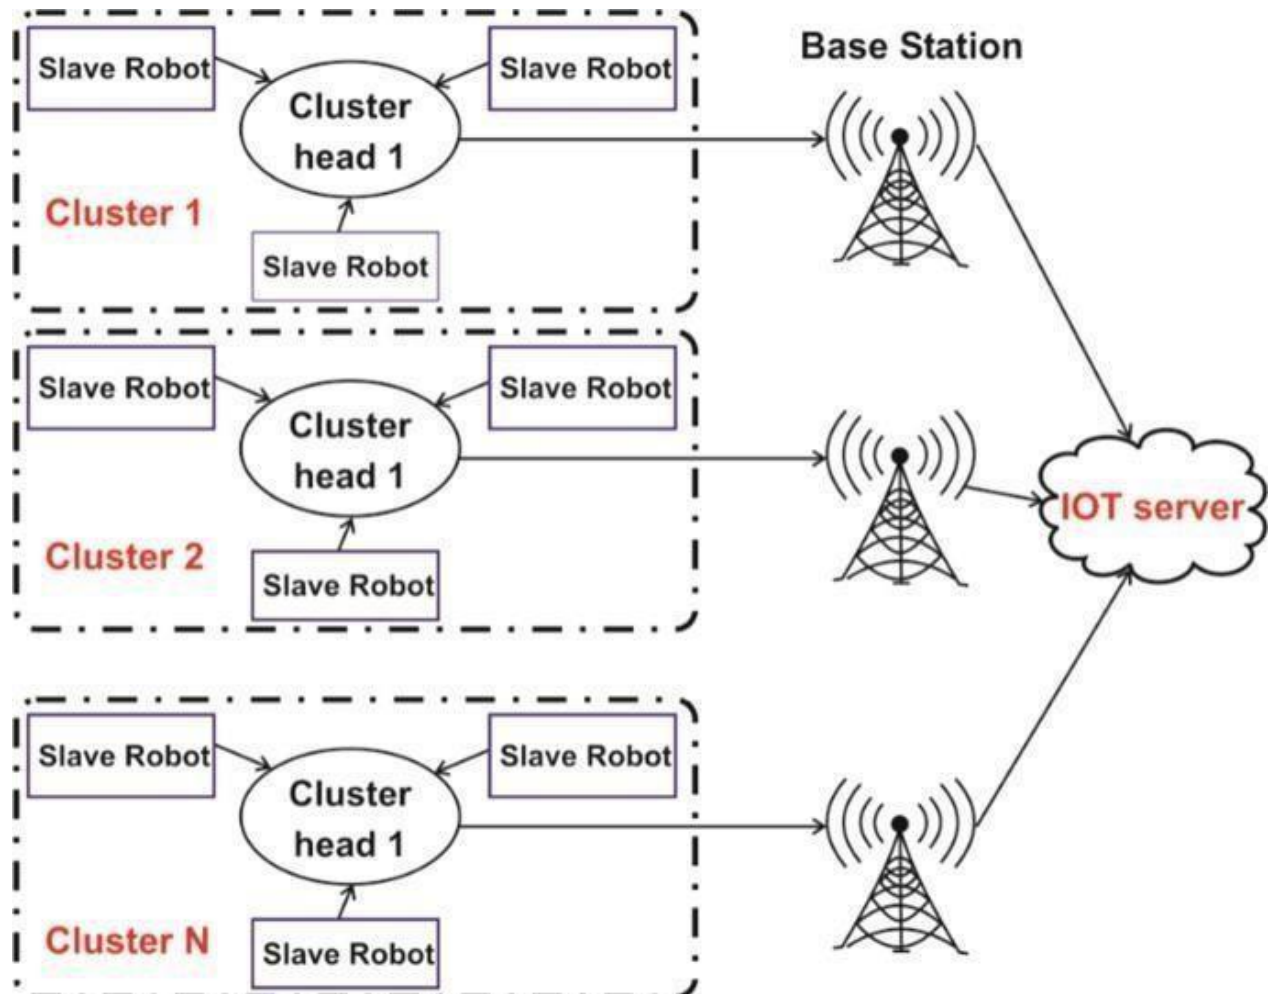 Base Station
Slave Robot
Slave Robot
Cluster
head 1
Cluster 1
Slave Robot
Slave Robot
Slave Robot
Cluster
head 1
Cluster 2
Slave Robot
IOT server
Slave Robot
Slave Robot
Cluster
head 1
Cluster N
Slave Robot